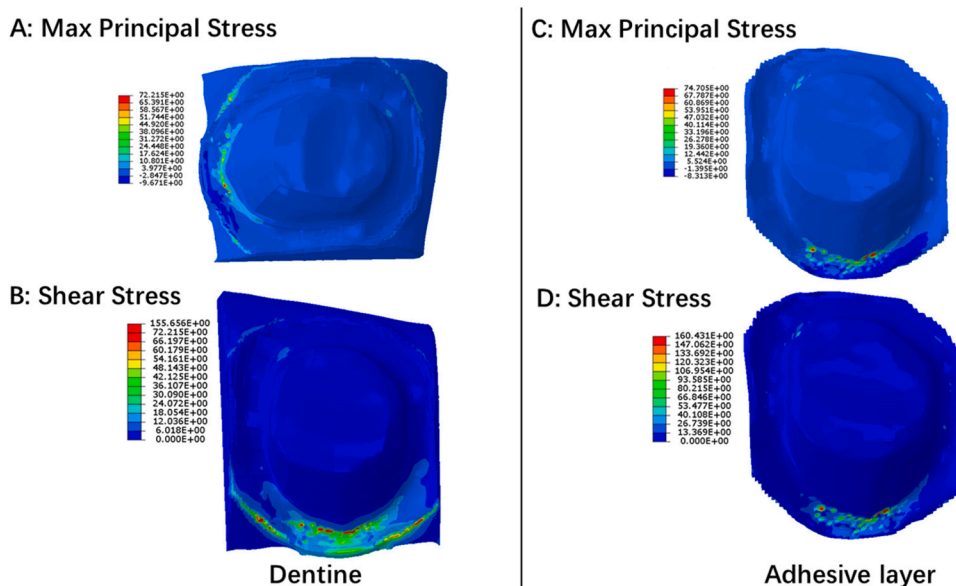 A: Max Principal Stress
72.215E+00
65.391E+00
58.567E+00
51.744E+00
44.920E+00
38.096E+00
31.272E+00
24.448E+00
17.624E+00
10.801E+00
3.977E+00
-2.847E+00
-9.671E+00
B: Shear Stress
155.656E+00
72.215E+00
66.197E+00
60.179E+00
54.161E+00
48.143E+00
42.125E+00
36.107E+00
30.090E+00
24.072E+00
18.054E+00
12.036E+00
6.018E+00
0.000E+00
Dentine
C: Max Principal Stress
74.705E+00
67.787E+00
60.869E+00
53.951E+00
47.032E+00
40.114E+00
33.196E+00
26.278E+00
19.360E+00
12.442E+00
5.524E+00
-1.395E+00
-8.313E+00
D: Shear Stress
160.431E+00
147.062E+00
133.692E+00
120.323E+00
106.954E+00
93.585E+00
80.215E+00
66.846E+00
53.477E+00
40.108E+00
26.739E+00
13.369E+00
0.000E+00
Adhesive layer